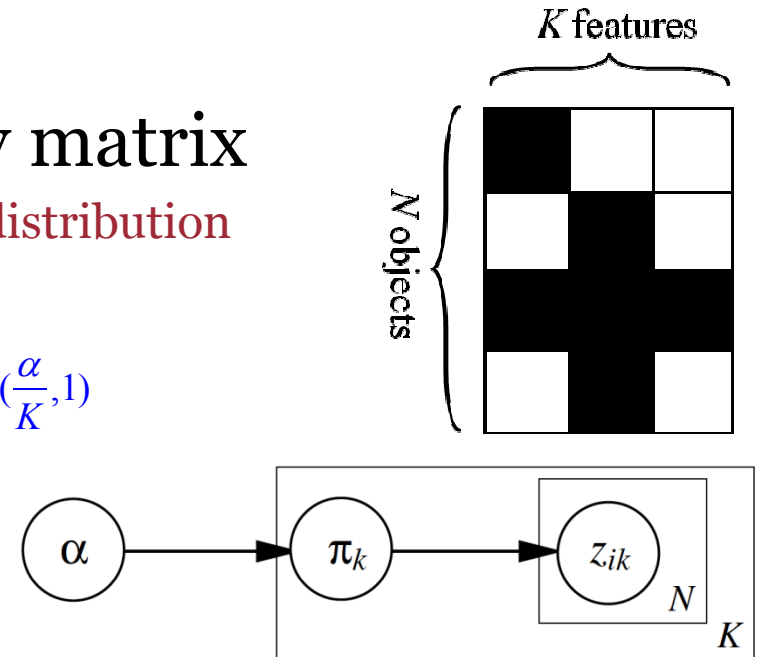 K features
y matrix
distribution
N objects
(α/K,1)
α
π_k
z_ik
N
K